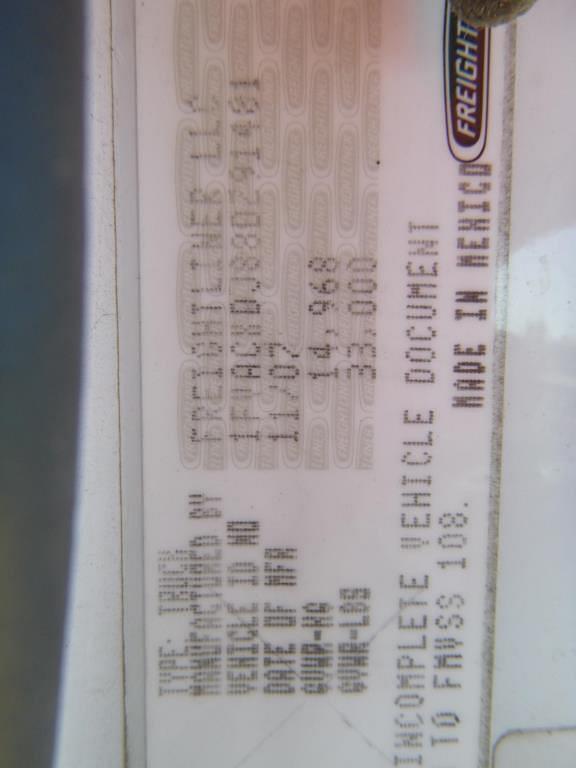 FREIGHT
TYPE: TRUCK
MANUFACTURED BY FREIGHTLINER LLC
VEHICLE ID NO
DATE OF MFR 11/07
GVWR-KG 14,968
GVWR-LBS 33,000
INCOMPLETE VEHICLE DOCUMENT
TO FMVSS 108.
MADE IN MEXICO